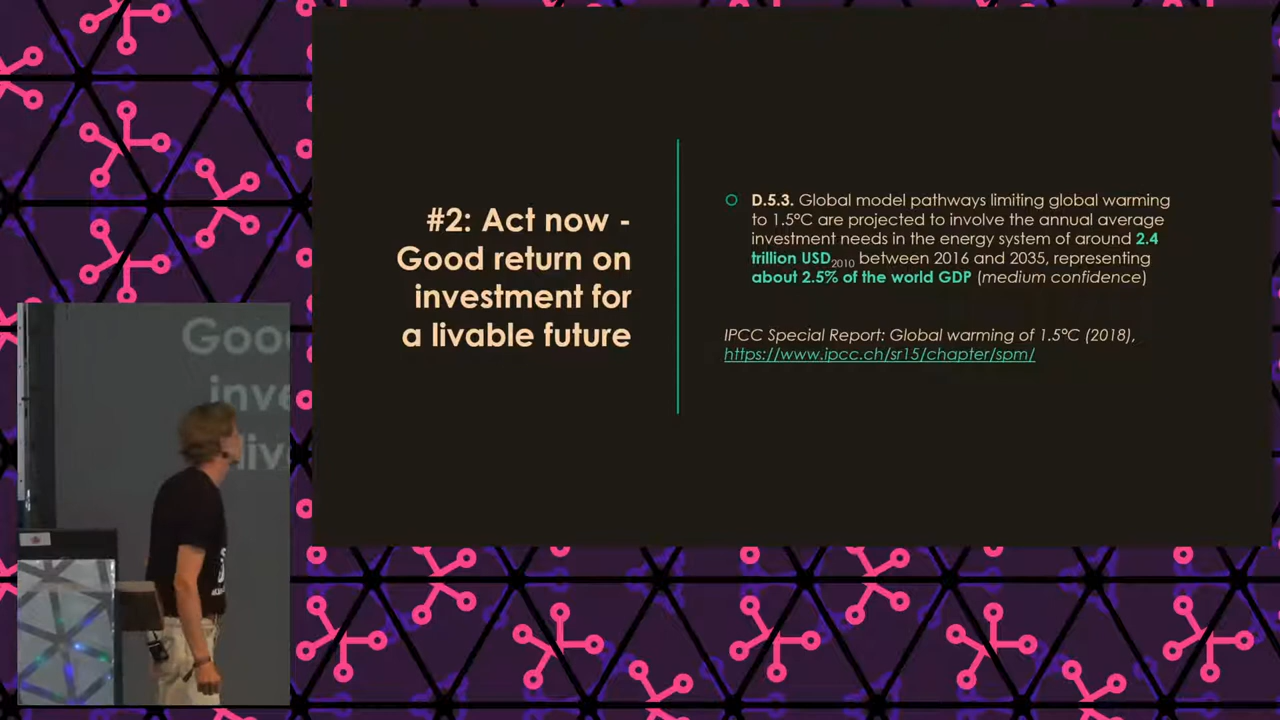 #2: Act now -
Good return on
investment for
a livable future
D.5.3. Global model pathways limiting global warming
to 1.5°C are projected to involve the annual average
investment needs in the energy system of around 2.4
trillion USD2010 between 2016 and 2035, representing
about 2.5% of the world GDP (medium confidence)
IPCC Special Report: Global warming of 1.5°C (2018),
https://www.ipcc.ch/sr15/chapter/spm/
Goo
inve
liv